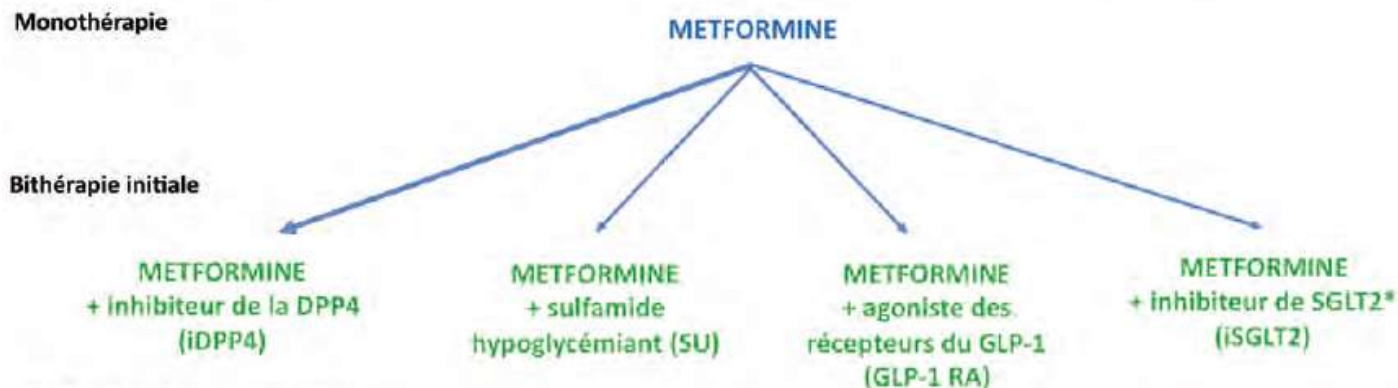 Monothérapie
METFORMINE
Bithérapie initiale
METFORMINE
+ inhibiteur de la DPP4
(iDPP4)
METFORMINE
+ sulfamide
hypoglycémiant (SU)
METFORMINE
+ agoniste des
récepteurs du GLP-1
(GLP-1 RA)
METFORMINE
+ inhibiteur de SGLT2*
(iSGLT2)